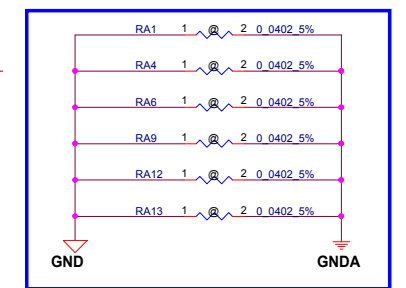 RA1 1 @ 2 0_0402_5%
RA4 1 @ 2 0_0402_5%
RA6 1 @ 2 0_0402_5%
RA9 1 @ 2 0_0402_5%
RA12 1 @ 2 0_0402_5%
RA13 1 @ 2 0_0402_5%
GND GNDA